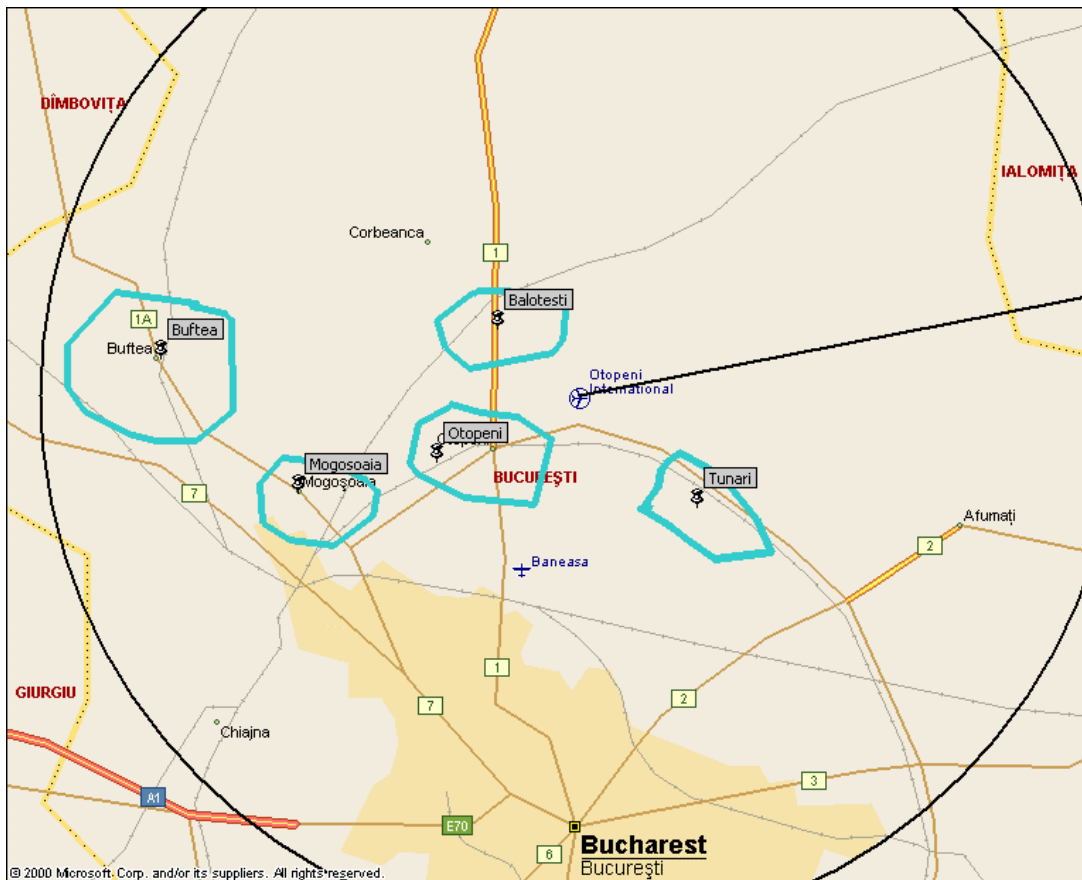 DÎMBOVIȚA
IALOMIȚA
Corbeanca
1
Balotesti
1A
Buftea
Buftea
Otopeni
International
Otopeni
Mogosoaia
Mogoșoaia
BUCUREȘTI
Tunari
7
Afumați
2
Baneasa
1
2
GIURGIU
7
Chiajna
3
A1
E70
Bucharest
București
6
© 2000 Microsoft Corp. and/or its suppliers. All rights reserved.